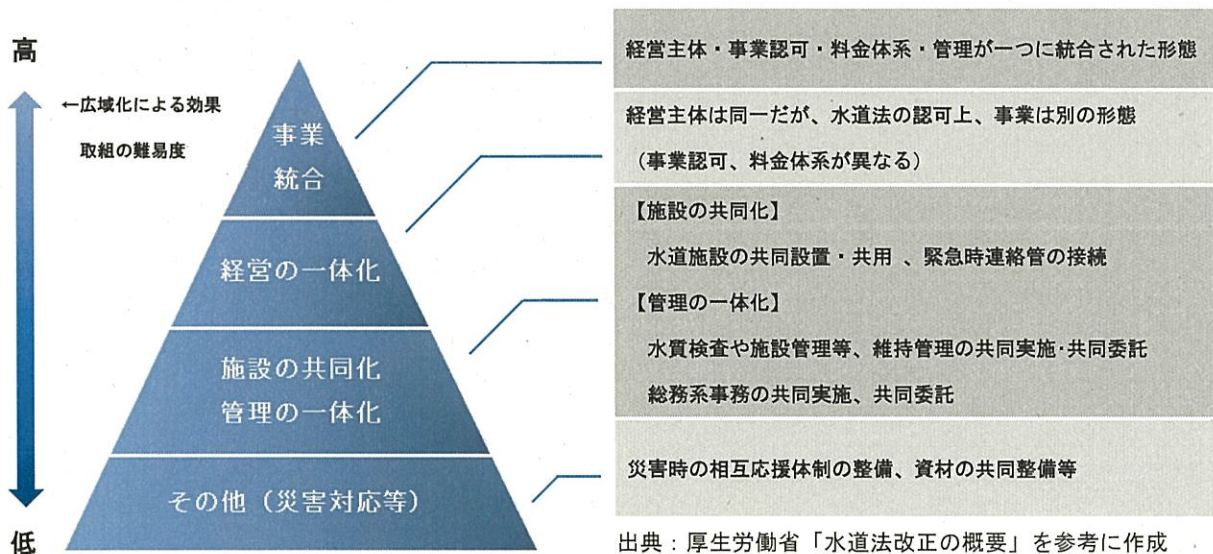 高
←広域化による効果
取組の難易度
低
事業
統合
経営の一体化
施設の共同化
管理の一体化
その他（災害対応等）
経営主体・事業認可・料金体系・管理が一つに統合された形態
経営主体は同一だが、水道法の認可上、事業は別の形態
（事業認可、料金体系が異なる）
【施設の共同化】
水道施設の共同設置・共用 、緊急時連絡管の接続
【管理の一体化】
水質検査や施設管理等、維持管理の共同実施・共同委託
総務系事務の共同実施、共同委託
災害時の相互応援体制の整備、資材の共同整備等
出典：厚生労働省「水道法改正の概要」を参考に作成